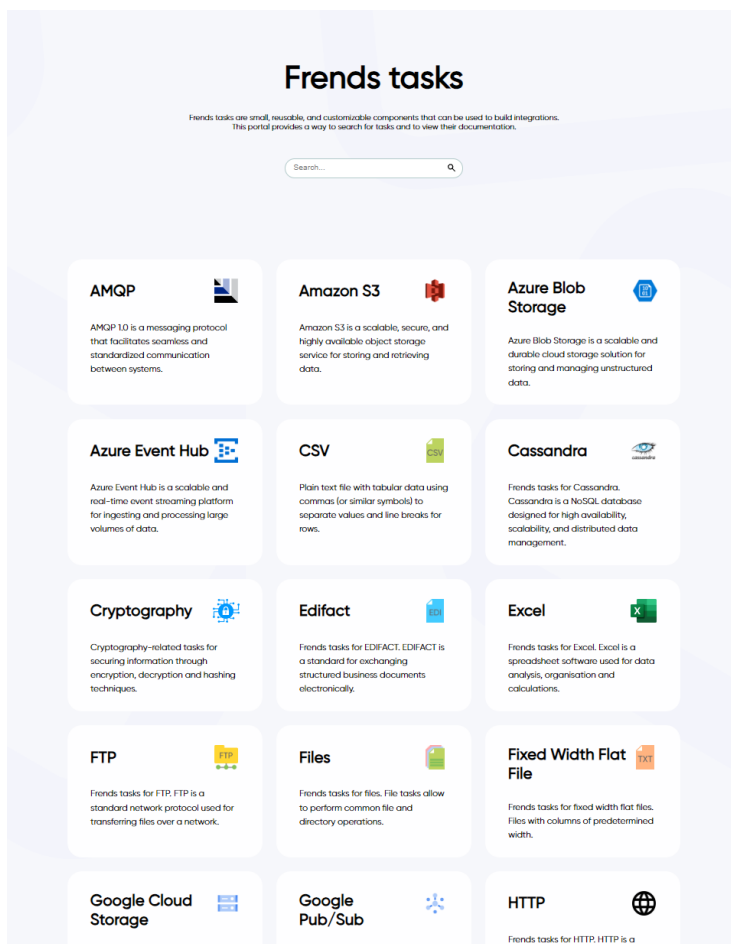 Frends tasks
Frends tasks are small, reusable, and customizable components that can be used to build integrations.
This portal provides a way to search for tasks and to view their documentation.
Search...
AMQP
AMQP 1.0 is a messaging protocol
that facilitates seamless and
standardized communication
between systems.
Amazon S3
Amazon S3 is a scalable, secure, and
highly available object storage
service for storing and retrieving
data.
Azure Blob
Storage
Azure Blob Storage is a scalable and
durable cloud storage solution for
storing and managing unstructured
data.
Azure Event Hub
Azure Event Hub is a scalable and
real-time event streaming platform
for ingesting and processing large
volumes of data.
CSV
CSV
Plain text file with tabular data using
commas (or similar symbols) to
separate values and line breaks for
rows.
Cassandra
cassandra
Frends tasks for Cassandra.
Cassandra is a NoSQL database
designed for high availability,
scalability, and distributed data
management.
Cryptography
Cryptography-related tasks for
securing information through
encryption, decryption and hashing
techniques.
Edifact
EDI
Frends tasks for EDIFACT. EDIFACT is
a standard for exchanging
structured business documents
electronically.
Excel
X
Frends tasks for Excel. Excel is a
spreadsheet software used for data
analysis, organisation and
calculations.
FTP
FTP
Frends tasks for FTP. FTP is a
standard network protocol used for
transferring files over a network.
Files
Frends tasks for files. File tasks allow
to perform common file and
directory operations.
Fixed Width Flat
File
TXT
Frends tasks for fixed width flat files.
Files with columns of predetermined
width.
Google Cloud
Storage
Google
Pub/Sub
HTTP
Frends tasks for HTTP. HTTP is a